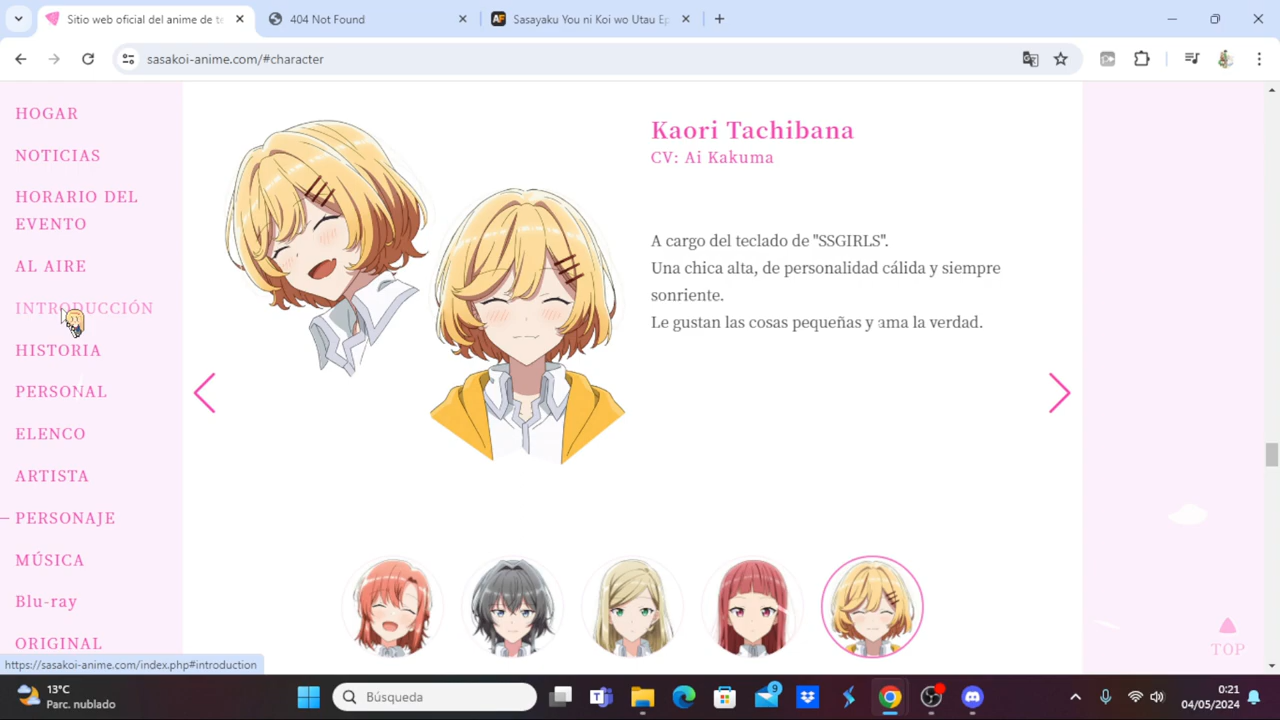 Sitio web oficial del anime de te
404 Not Found
AF
Sasayaku You ni Koi wo Utau Ep
sasakoi-anime.com/#character
HOGAR
NOTICIAS
HORARIO DEL
EVENTO
AL AIRE
INTRODUCCIÓN
HISTORIA
PERSONAL
ELENCO
ARTISTA
PERSONAJE
MÚSICA
Blu-ray
ORIGINAL
Kaori Tachibana
CV: Ai Kakuma
A cargo del teclado de "SSGIRLS".
Una chica alta, de personalidad cálida y siempre
sonriente.
Le gustan las cosas pequeñas y ama la verdad.
TOP
https://sasakoi-anime.com/index.php#introduction
13°C
Parc. nublado
Búsqueda
9
0:21
04/05/2024